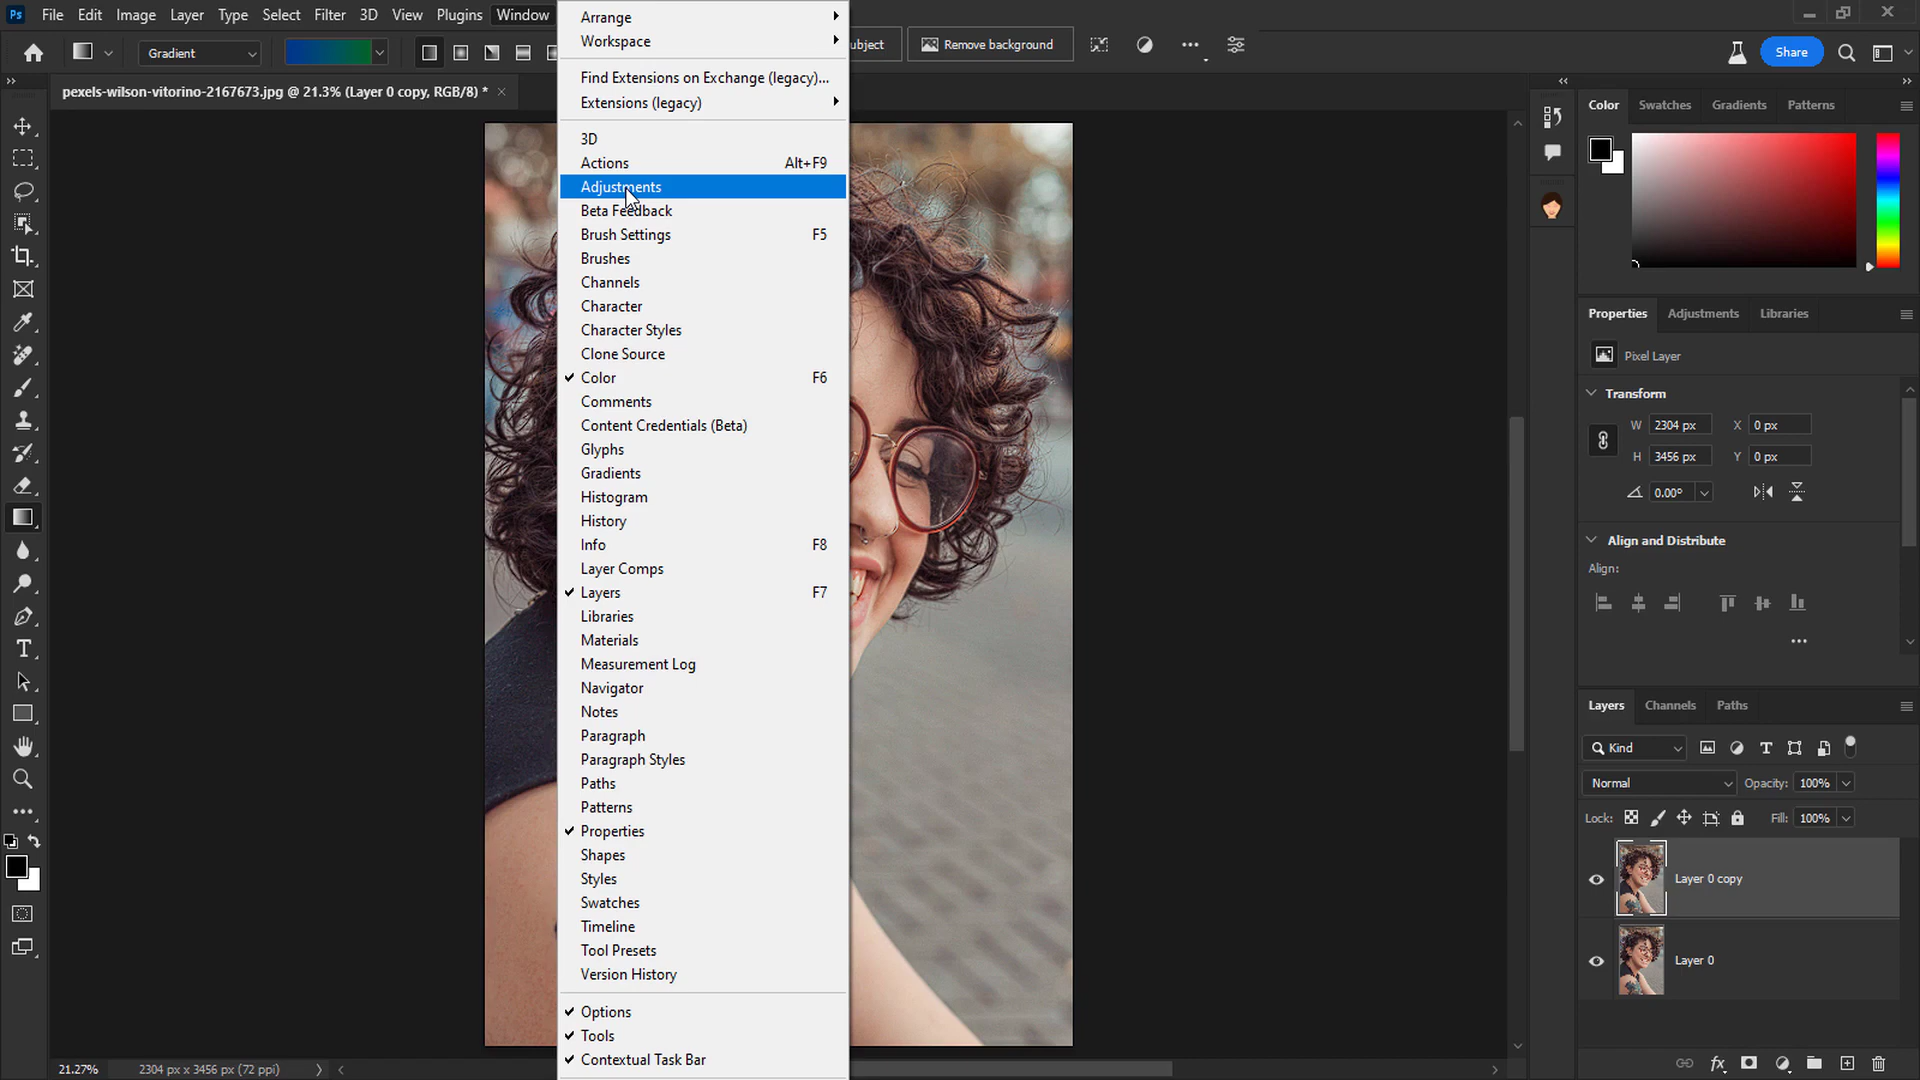 Ps File Edit Image Layer Type Select Filter 3D View Plugins Window
Gradient
ubject
Remove background
Share
pexels-wilson-vitorino-2167673.jpg @ 21.3% (Layer 0 copy, RGB/8) *
Arrange
Workspace
Find Extensions on Exchange (legacy)...
Extensions (legacy)
3D
Actions Alt+F9
Adjustments
Beta Feedback
Brush Settings F5
Brushes
Channels
Character
Character Styles
Clone Source
Color F6
Comments
Content Credentials (Beta)
Glyphs
Gradients
Histogram
History
Info F8
Layer Comps
Layers F7
Libraries
Materials
Measurement Log
Navigator
Notes
Paragraph
Paragraph Styles
Paths
Patterns
Properties
Shapes
Styles
Swatches
Timeline
Tool Presets
Version History
Options
Tools
Contextual Task Bar
Color Swatches Gradients Patterns
Properties Adjustments Libraries
Pixel Layer
Transform
W 2304 px X 0 px
H 3456 px Y 0 px
0.00°
Align and Distribute
Align:
Layers Channels Paths
Kind
Normal Opacity: 100%
Lock: Fill: 100%
Layer 0 copy
Layer 0
fx
21.27% 2304 px x 3456 px (72 ppi)